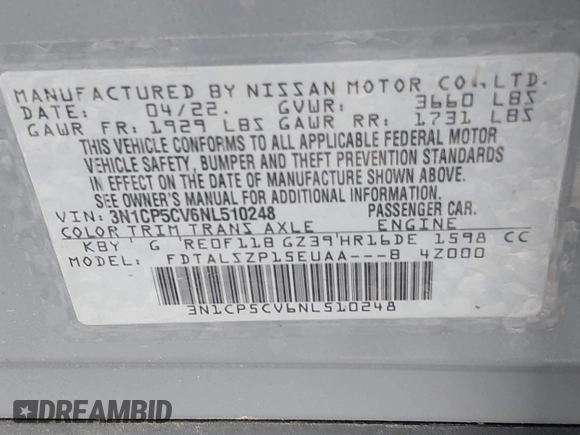 MANUFACTURED BY NISSAN MOTOR CO., LTD.
DATE: 04/22. GVWR: 3660 LBS
GAWR FR: 1929 LBS GAWR RR: 1731 LBS
THIS VEHICLE CONFORMS TO ALL APPLICABLE FEDERAL MOTOR
VEHICLE SAFETY, BUMPER AND THEFT PREVENTION STANDARDS
IN EFFECT ON THE DATE OF MANUFACTURE SHOWN ABOVE.
SEE OWNER'S MANUAL FOR ADDITIONAL INFORMATION.
VIN: 3N1CP5CV6NL510248 PASSENGER CAR.
COLOR TRIM TRANS AXLE ENGINE
KBY G RE0F11B GZ39 HR16DE 1598 CC
MODEL: FDTALSZP15EUAA---B 4Z000
3N1CP5CV6NL510248
DREAMBID